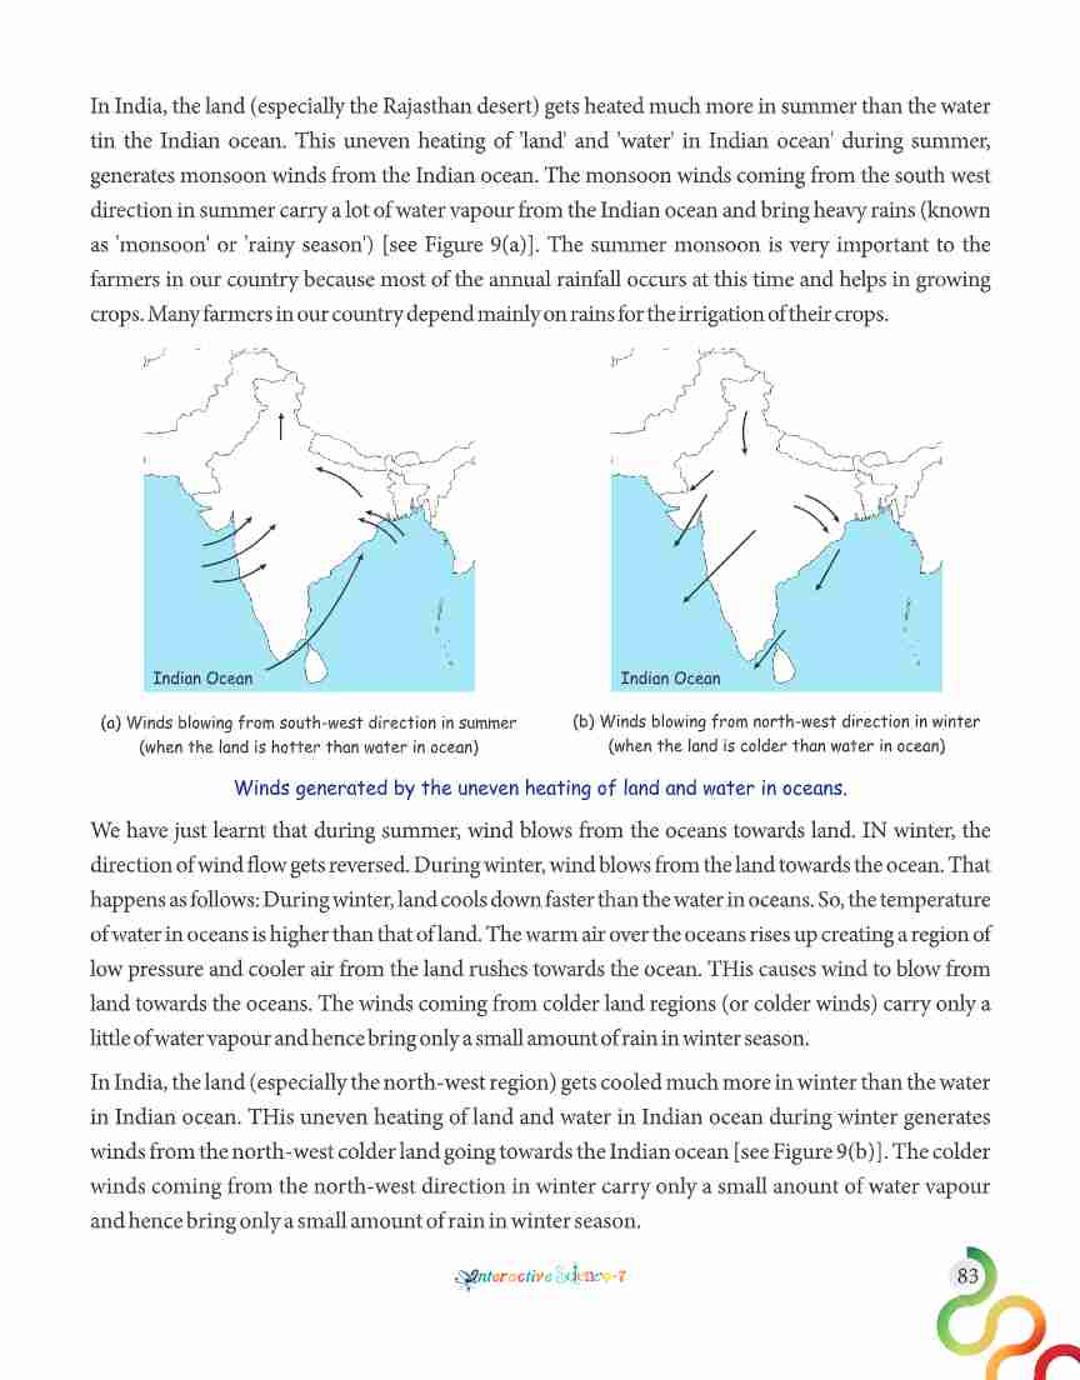 In India, the land (especially the Rajasthan desert) gets heated much more in summer than the water
tin the Indian ocean. This uneven heating of 'land' and 'water' in Indian ocean' during summer,
generates monsoon winds from the Indian ocean. The monsoon winds coming from the south west
direction in summer carry a lot of water vapour from the Indian ocean and bring heavy rains (known
as 'monsoon' or 'rainy season') [see Figure 9(a)]. The summer monsoon is very important to the
farmers in our country because most of the annual rainfall occurs at this time and helps in growing
crops. Many farmers in our country depend mainly on rains for the irrigation of their crops.
Indian Ocean
Indian Ocean
(a) Winds blowing from south-west direction in summer
(when the land is hotter than water in ocean)
(b) Winds blowing from north-west direction in winter
(when the land is colder than water in ocean)
Winds generated by the uneven heating of land and water in oceans.
We have just learnt that during summer, wind blows from the oceans towards land. IN winter, the
direction of wind flow gets reversed. During winter, wind blows from the land towards the ocean. That
happens as follows: During winter, land cools down faster than the water in oceans. So, the temperature
of water in oceans is higher than that of land. The warm air over the oceans rises up creating a region of
low pressure and cooler air from the land rushes towards the ocean. THis causes wind to blow from
land towards the oceans. The winds coming from colder land regions (or colder winds) carry only a
little of water vapour and hence bring only a small amount of rain in winter season.
In India, the land (especially the north-west region) gets cooled much more in winter than the water
in Indian ocean. THis uneven heating of land and water in Indian ocean during winter generates
winds from the north-west colder land going towards the Indian ocean [see Figure 9(b)]. The colder
winds coming from the north-west direction in winter carry only a small anount of water vapour
and hence bring only a small amount of rain in winter season.
Interactive Science-7
83